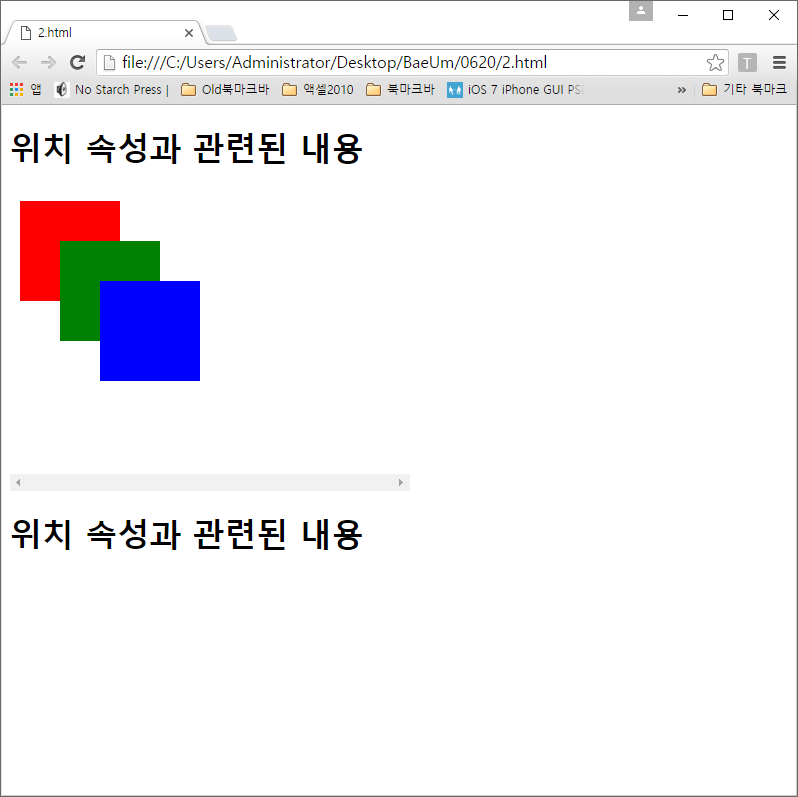 2.html
file:///C:/Users/Administrator/Desktop/BaeUm/0620/2.html
T
앱 No Starch Press | Old북마크바 액셀2010 북마크바 iOS 7 iPhone GUI PS » 기타 북마크
위치 속성과 관련된 내용
위치 속성과 관련된 내용